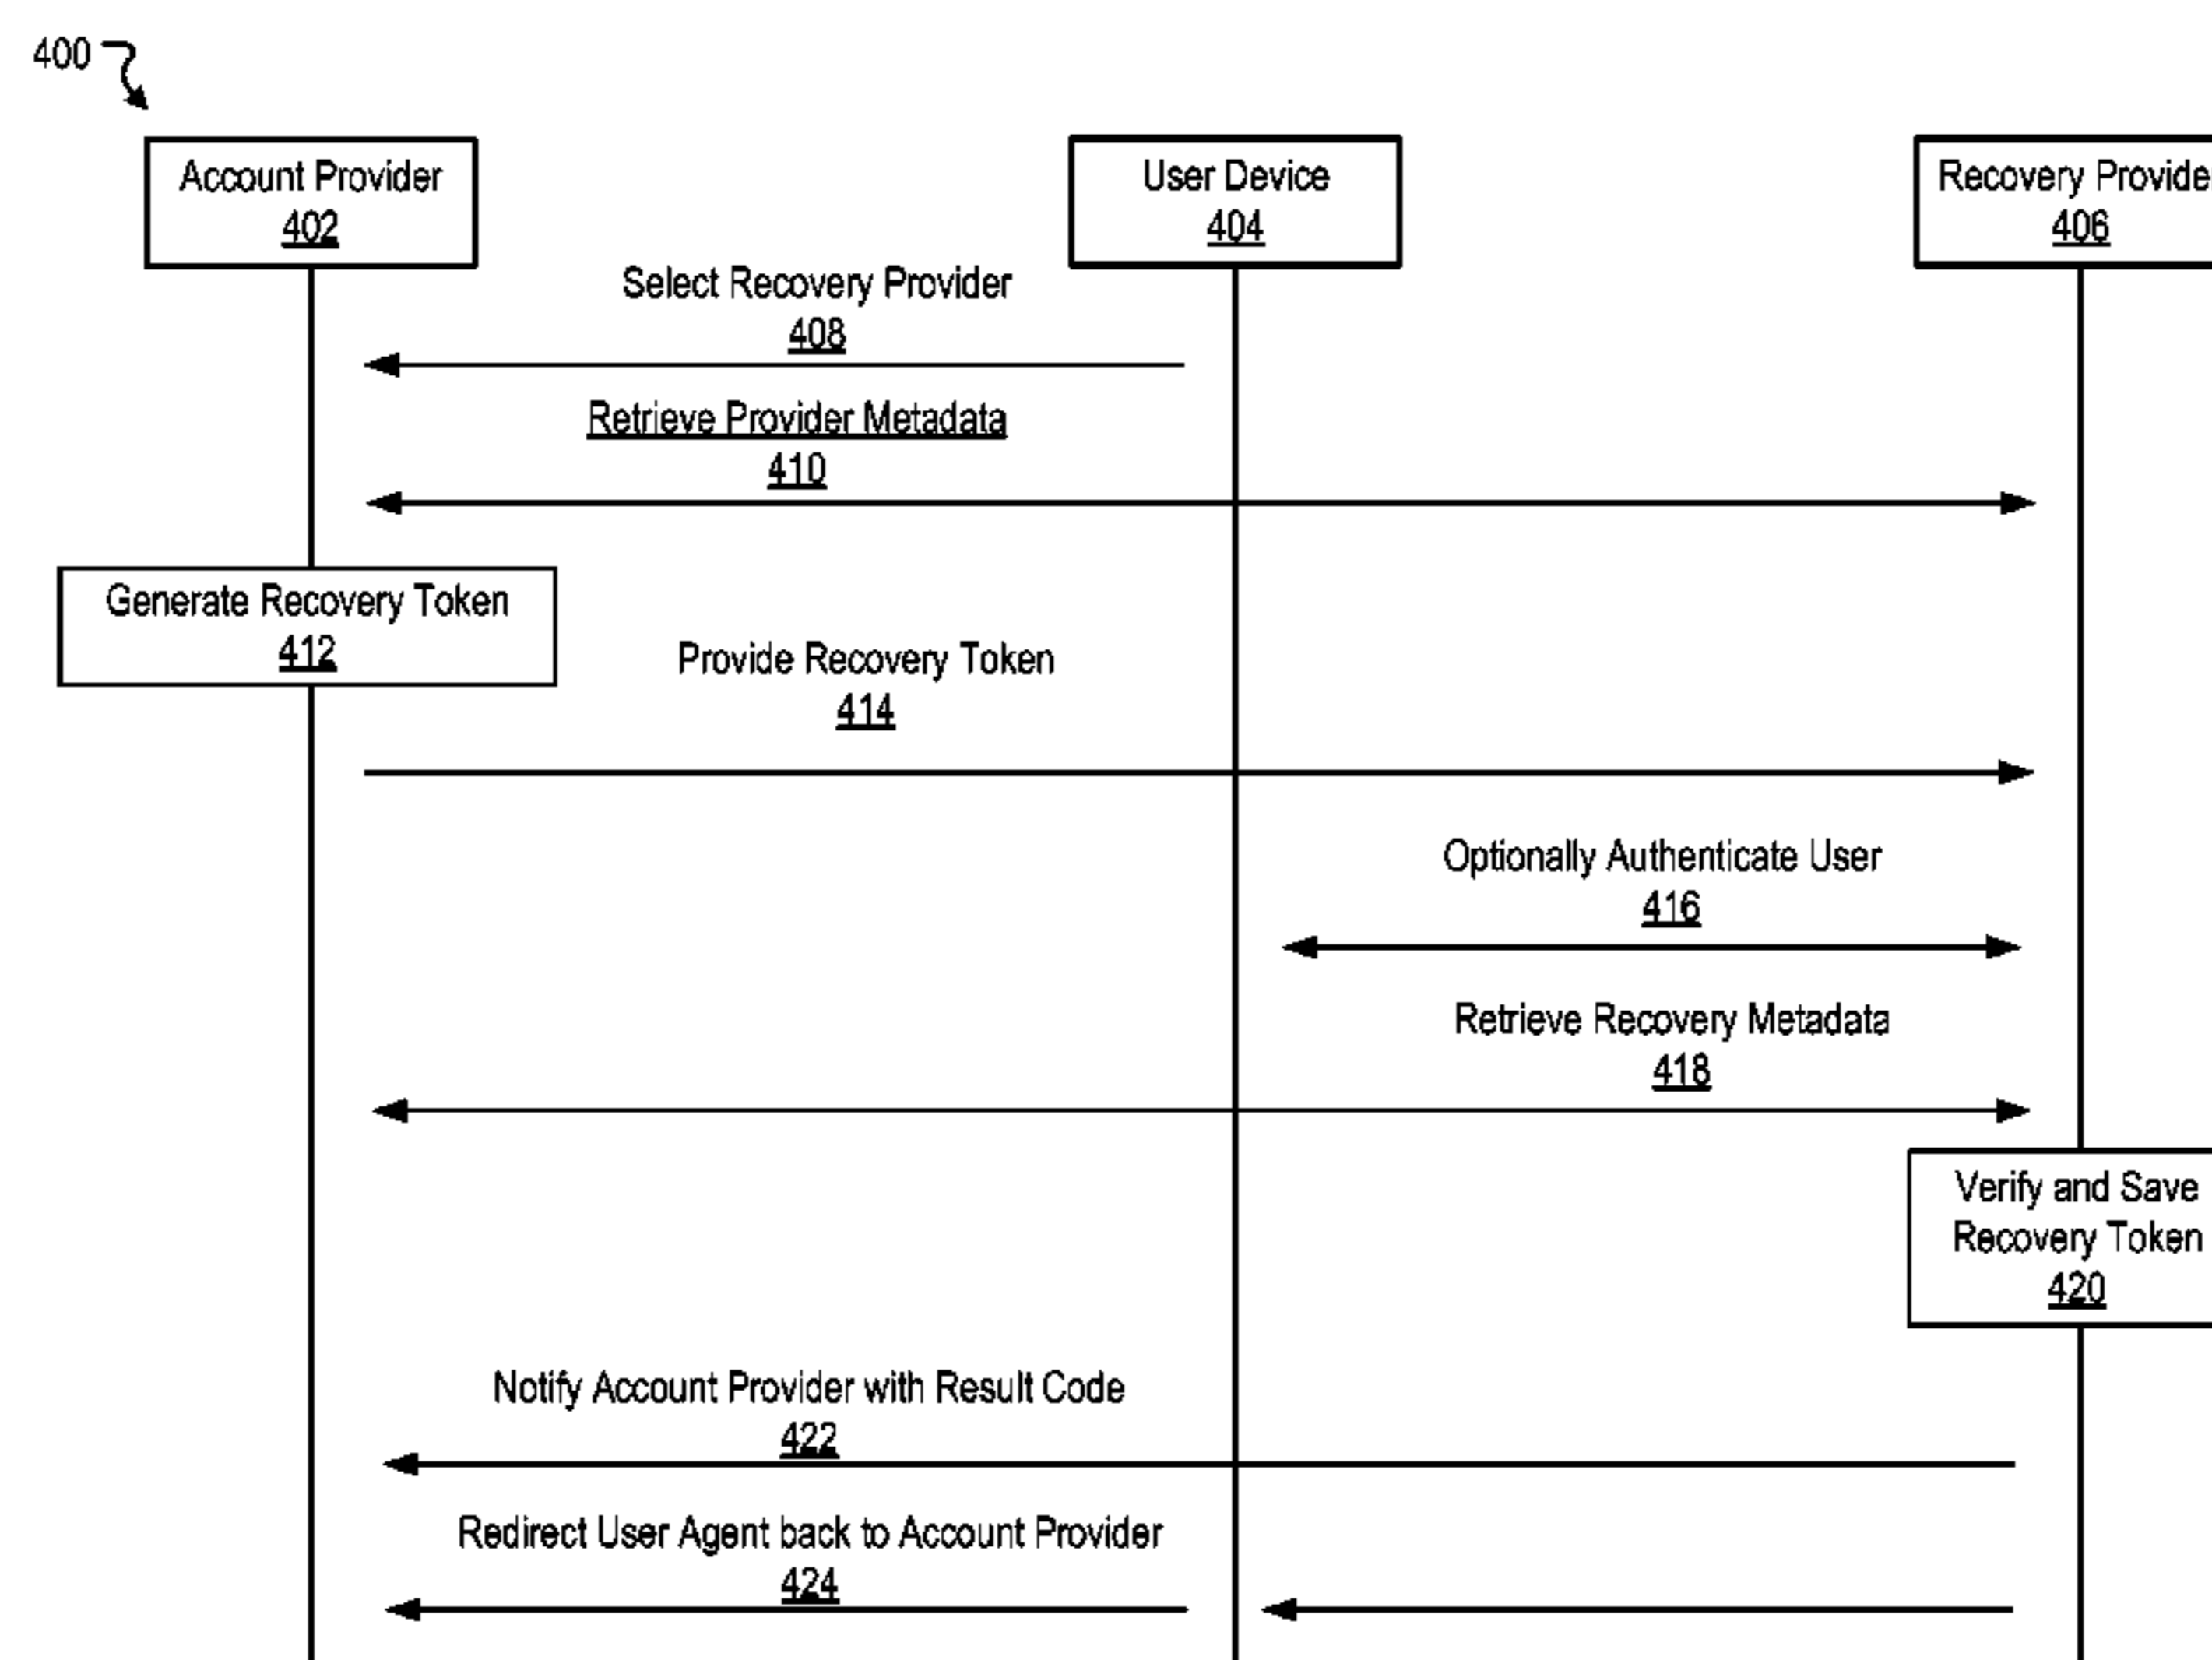 400
Account Provider
402
User Device
404
Recovery Provide
406
Select Recovery Provider
408
Retrieve Provider Metadata
410
Generate Recovery Token
412
Provide Recovery Token
414
Optionally Authenticate User
416
Retrieve Recovery Metadata
418
Verify and Save
Recovery Token
420
Notify Account Provider with Result Code
422
Redirect User Agent back to Account Provider
424